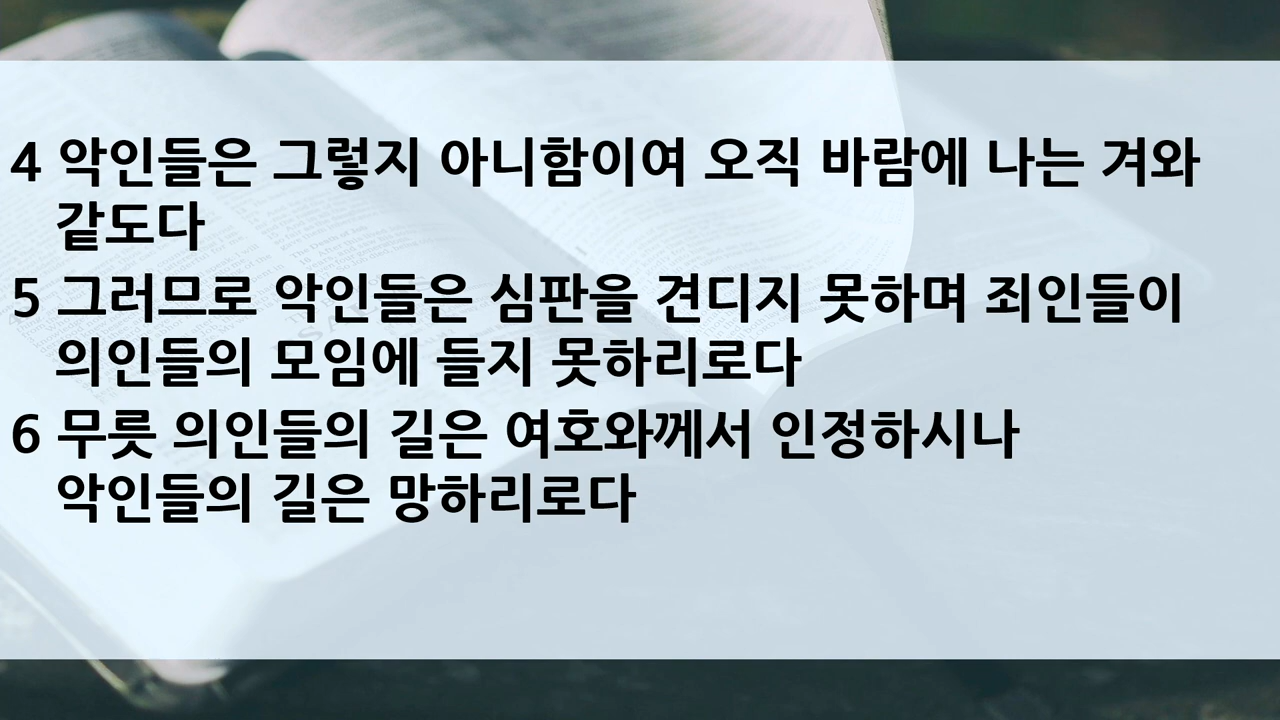 4 악인들은 그렇지 아니함이여 오직 바람에 나는 겨와
같도다
5 그러므로 악인들은 심판을 견디지 못하며 죄인들이
의인들의 모임에 들지 못하리로다
6 무릇 의인들의 길은 여호와께서 인정하시나
악인들의 길은 망하리로다